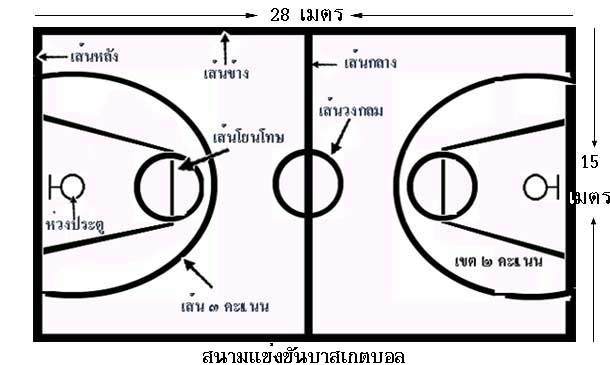 28 เมตร
เส้นหลัง
เส้นข้าง
เส้นกลาง
เส้นวงกลม
เส้นโยนโทษ
15
เมตร
ห่วงประตู
เขต ๒ คะแนน
เส้น ๓ คะแนน
สนามแข่งขันบาสเกตบอล